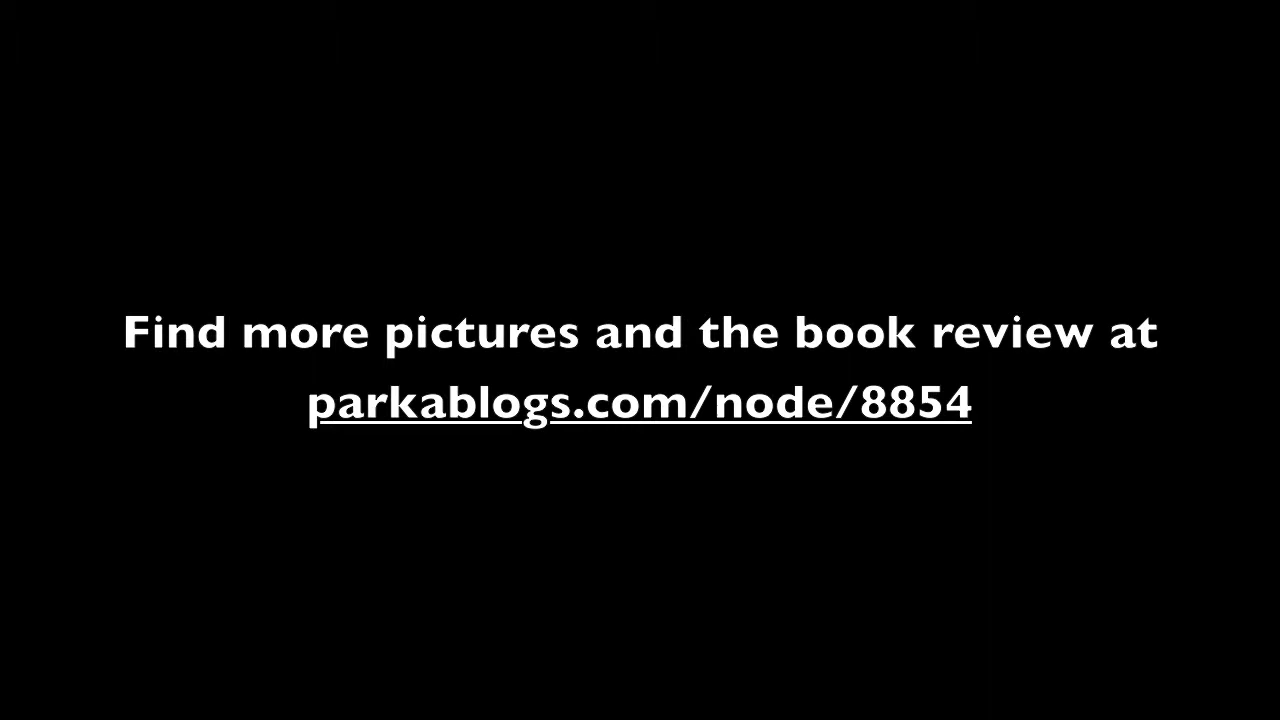 Find more pictures and the book review at
parkablogs.com/node/8854